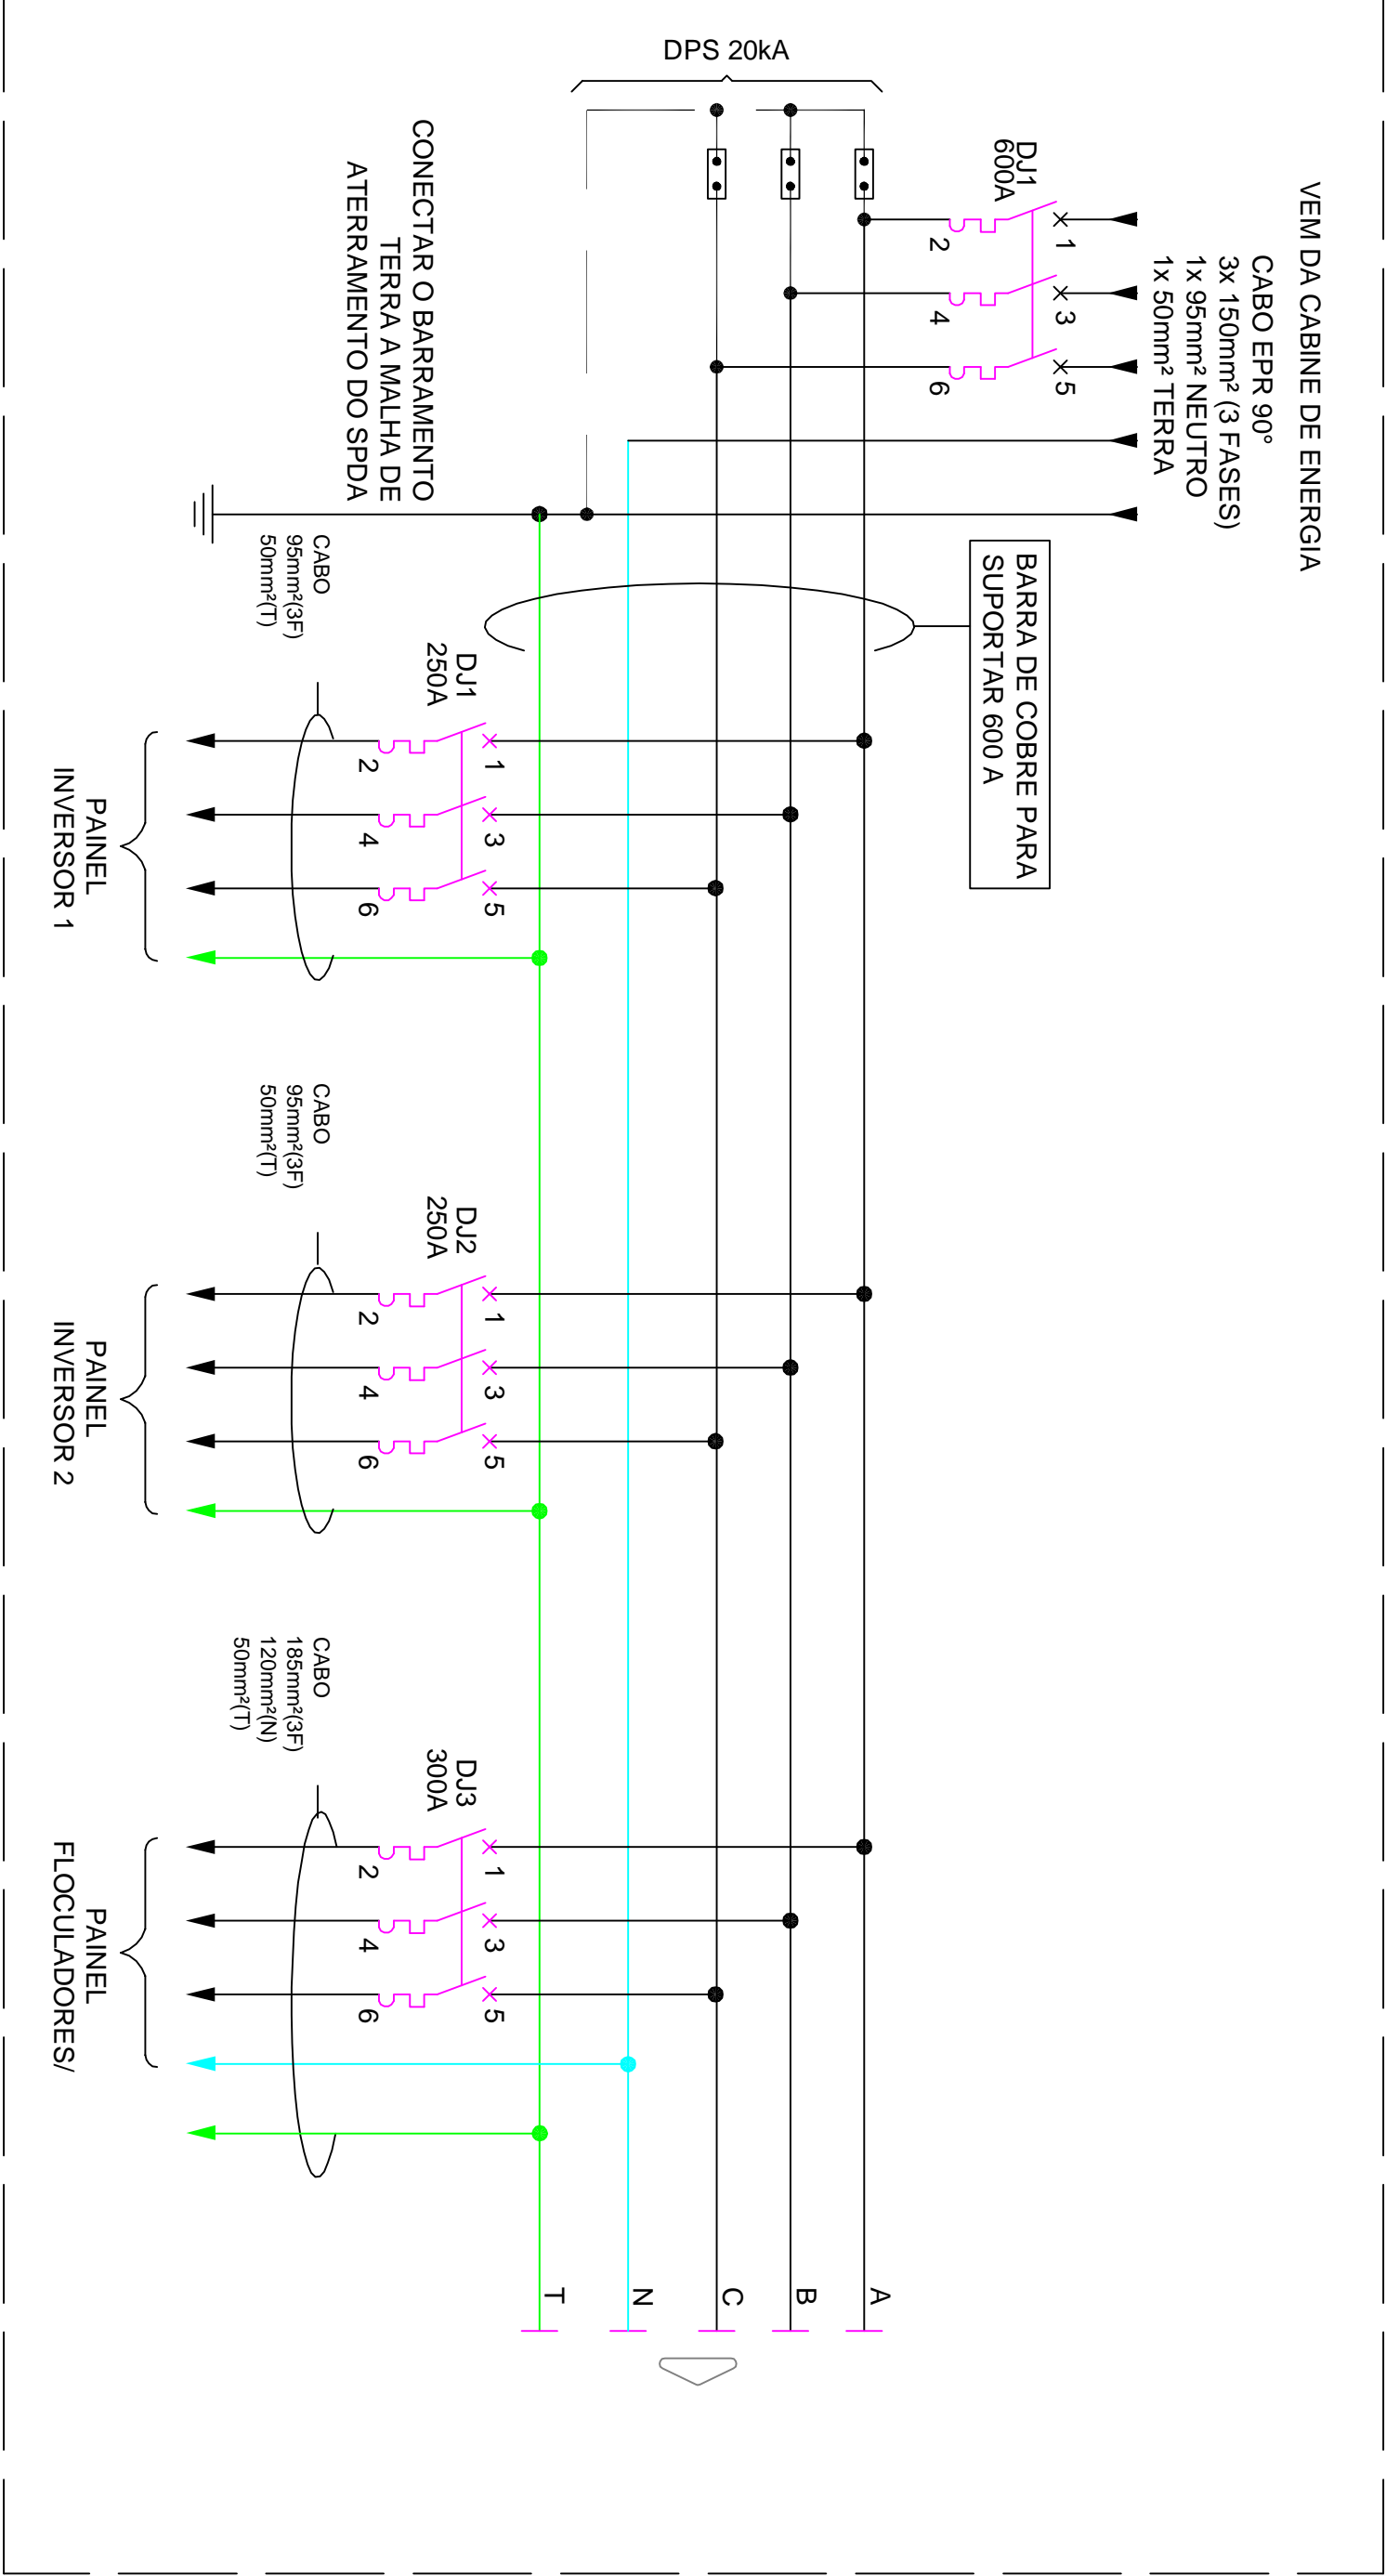 VEM DA CABINE DE ENERGIA
CABO EPR 90°
3x 150mm² (3 FASES)
1x 95mm² NEUTRO
1x 50mm² TERRA
DPS 20kA
DJ1
600A
1
3
5
2
4
6
CONECTAR O BARRAMENTO
TERRA A MALHA DE
ATERRAMENTO DO SPDA
BARRA DE COBRE PARA
SUPORTAR 600 A
A
B
C
N
T
DJ1
250A
1
3
5
2
4
6
CABO
95mm²(3F)
50mm²(T)
PAINEL
INVERSOR 1
DJ2
250A
1
3
5
2
4
6
CABO
95mm²(3F)
50mm²(T)
PAINEL
INVERSOR 2
DJ3
300A
1
3
5
2
4
6
CABO
185mm²(3F)
120mm²(N)
50mm²(T)
PAINEL
FLOCULADORES/